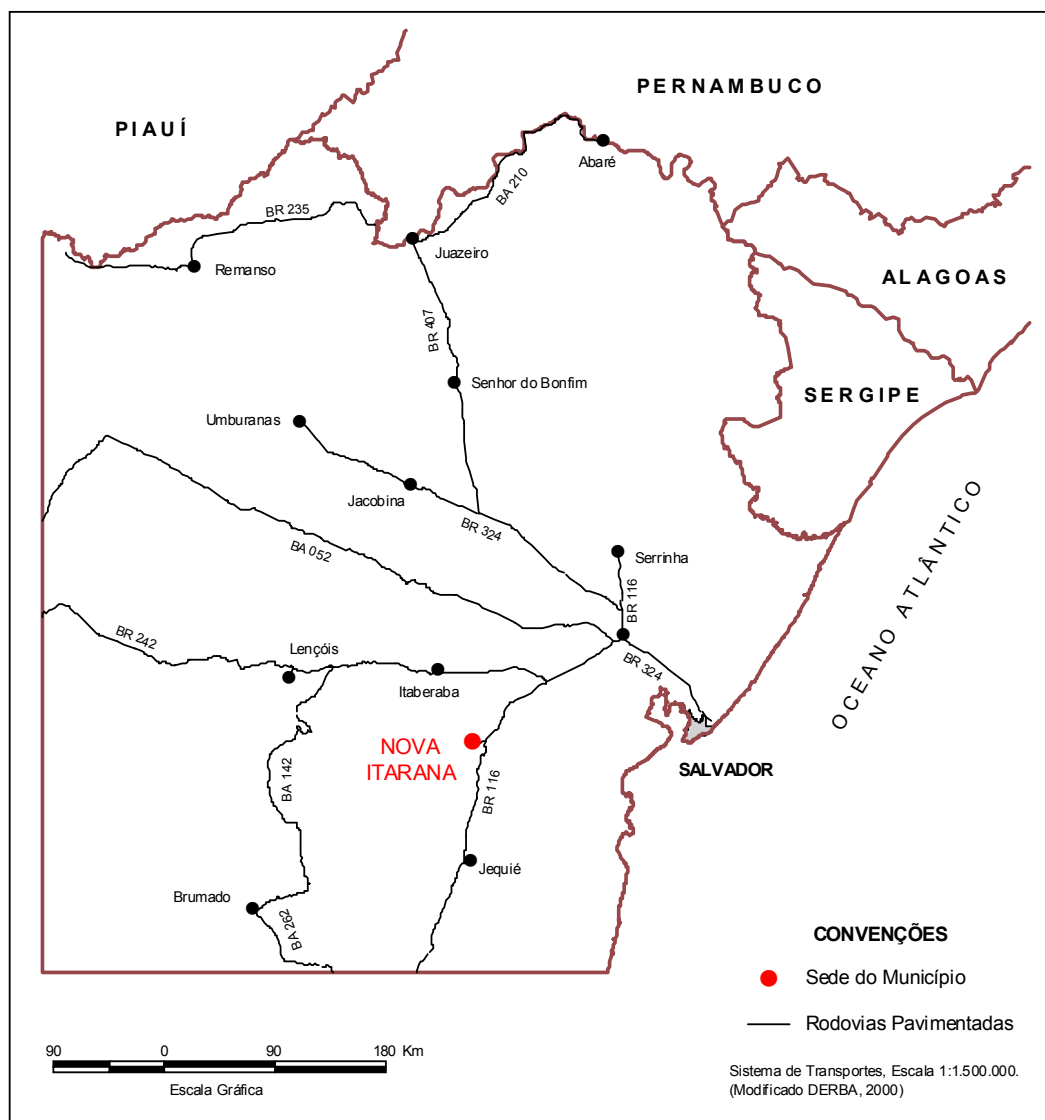 PERNAMBUCO
PIAUÍ
Abaré
BA 210
BR 235
Juazeiro
Remanso
ALAGOAS
BR 407
Senhor do Bonfim
SERGIPE
Umburanas
Jacobina
BR 324
OCEANO ATLÂNTICO
BA 052
Serrinha
BR 116
BR 242
Lençóis
Itaberaba
BR 324
NOVA
ITARANA
SALVADOR
BA 142
BR 116
Jequié
Brumado
BA 262
CONVENÇÕES
Sede do Município
Rodovias Pavimentadas
90 0 90 180 Km
Escala Gráfica
Sistema de Transportes, Escala 1:1.500.000.
(Modificado DERBA, 2000)